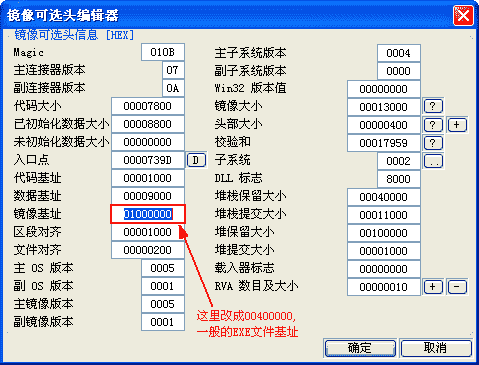 镜像可选头编辑器
镜像可选头信息 [HEX]
Magic 010B
主连接器版本 07
副连接器版本 0A
代码大小 00007800
已初始化数据大小 00008800
未初始化数据大小 00000000
入口点 0000739D D
代码基址 00001000
数据基址 00009000
镜像基址 01000000
区段对齐 00001000
文件对齐 00000200
主 OS 版本 0005
副 OS 版本 0001
主镜像版本 0005
副镜像版本 0001
主子系统版本 0004
副子系统版本 0000
Win32 版本值 00000000
镜像大小 00013000 ?
头部大小 00000400 ? +
校验和 00017959 ?
子系统 0002 ..
DLL 标志 8000
堆栈保留大小 00040000
堆栈提交大小 00011000
堆保留大小 00100000
堆提交大小 00001000
载入器标志 00000000
RVA 数目及大小 00000010 + -
这里改成00400000,
一般的EXE文件基址
确定 取消